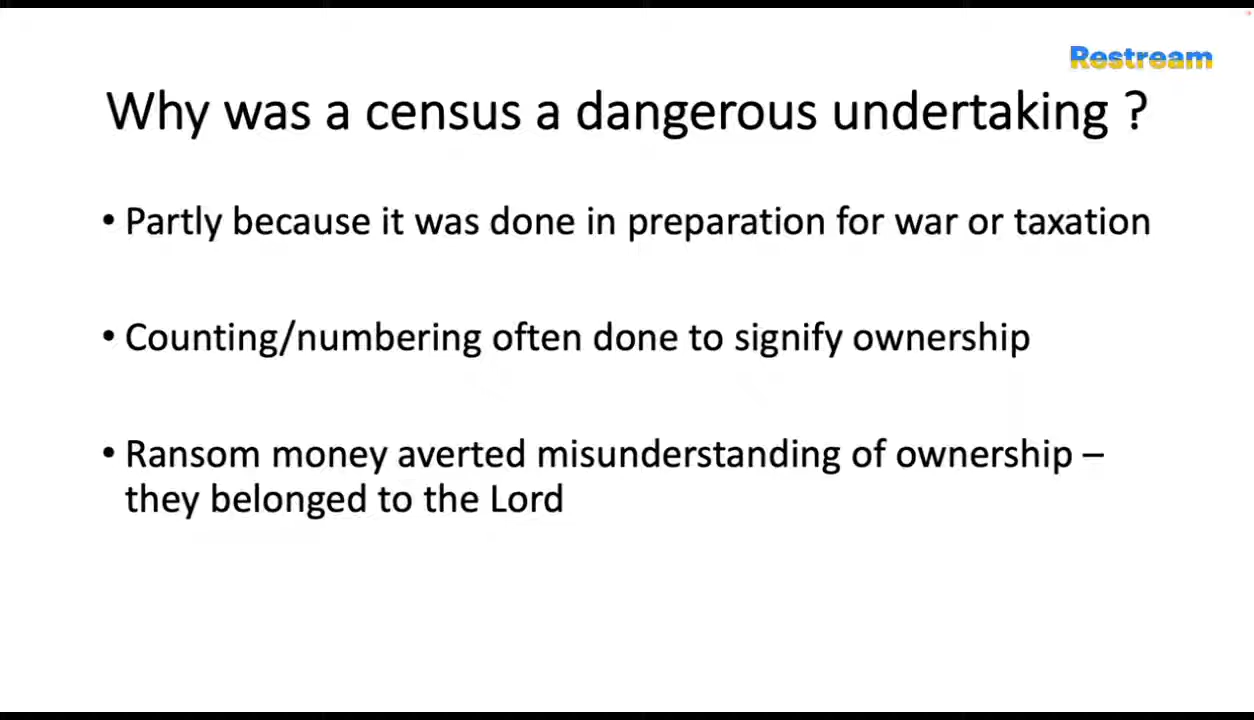 Restream
Why was a census a dangerous undertaking ?
• Partly because it was done in preparation for war or taxation
• Counting/numbering often done to signify ownership
• Ransom money averted misunderstanding of ownership –
they belonged to the Lord